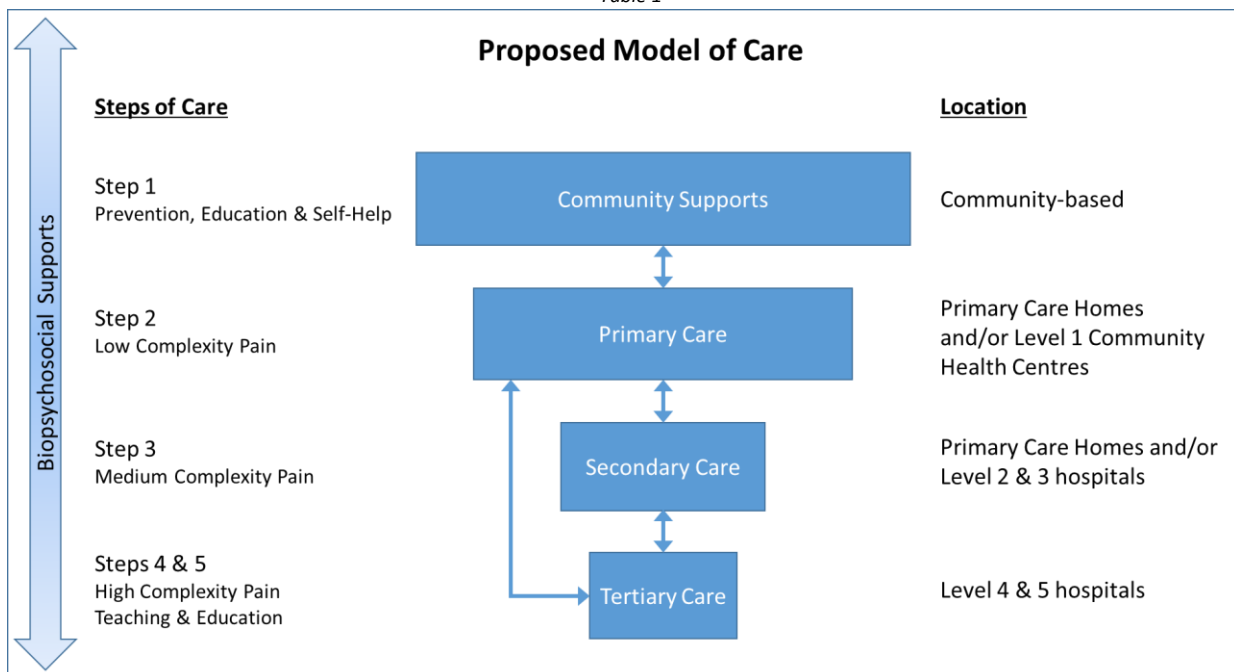 Table 1
Proposed Model of Care
Steps of Care
Location
Biopsychosocial Supports
Step 1
Prevention, Education & Self-Help
Community Supports
Community-based
Step 2
Low Complexity Pain
Primary Care
Primary Care Homes
and/or Level 1 Community
Health Centres
Step 3
Medium Complexity Pain
Secondary Care
Primary Care Homes and/or
Level 2 & 3 hospitals
Steps 4 & 5
High Complexity Pain
Teaching & Education
Tertiary Care
Level 4 & 5 hospitals